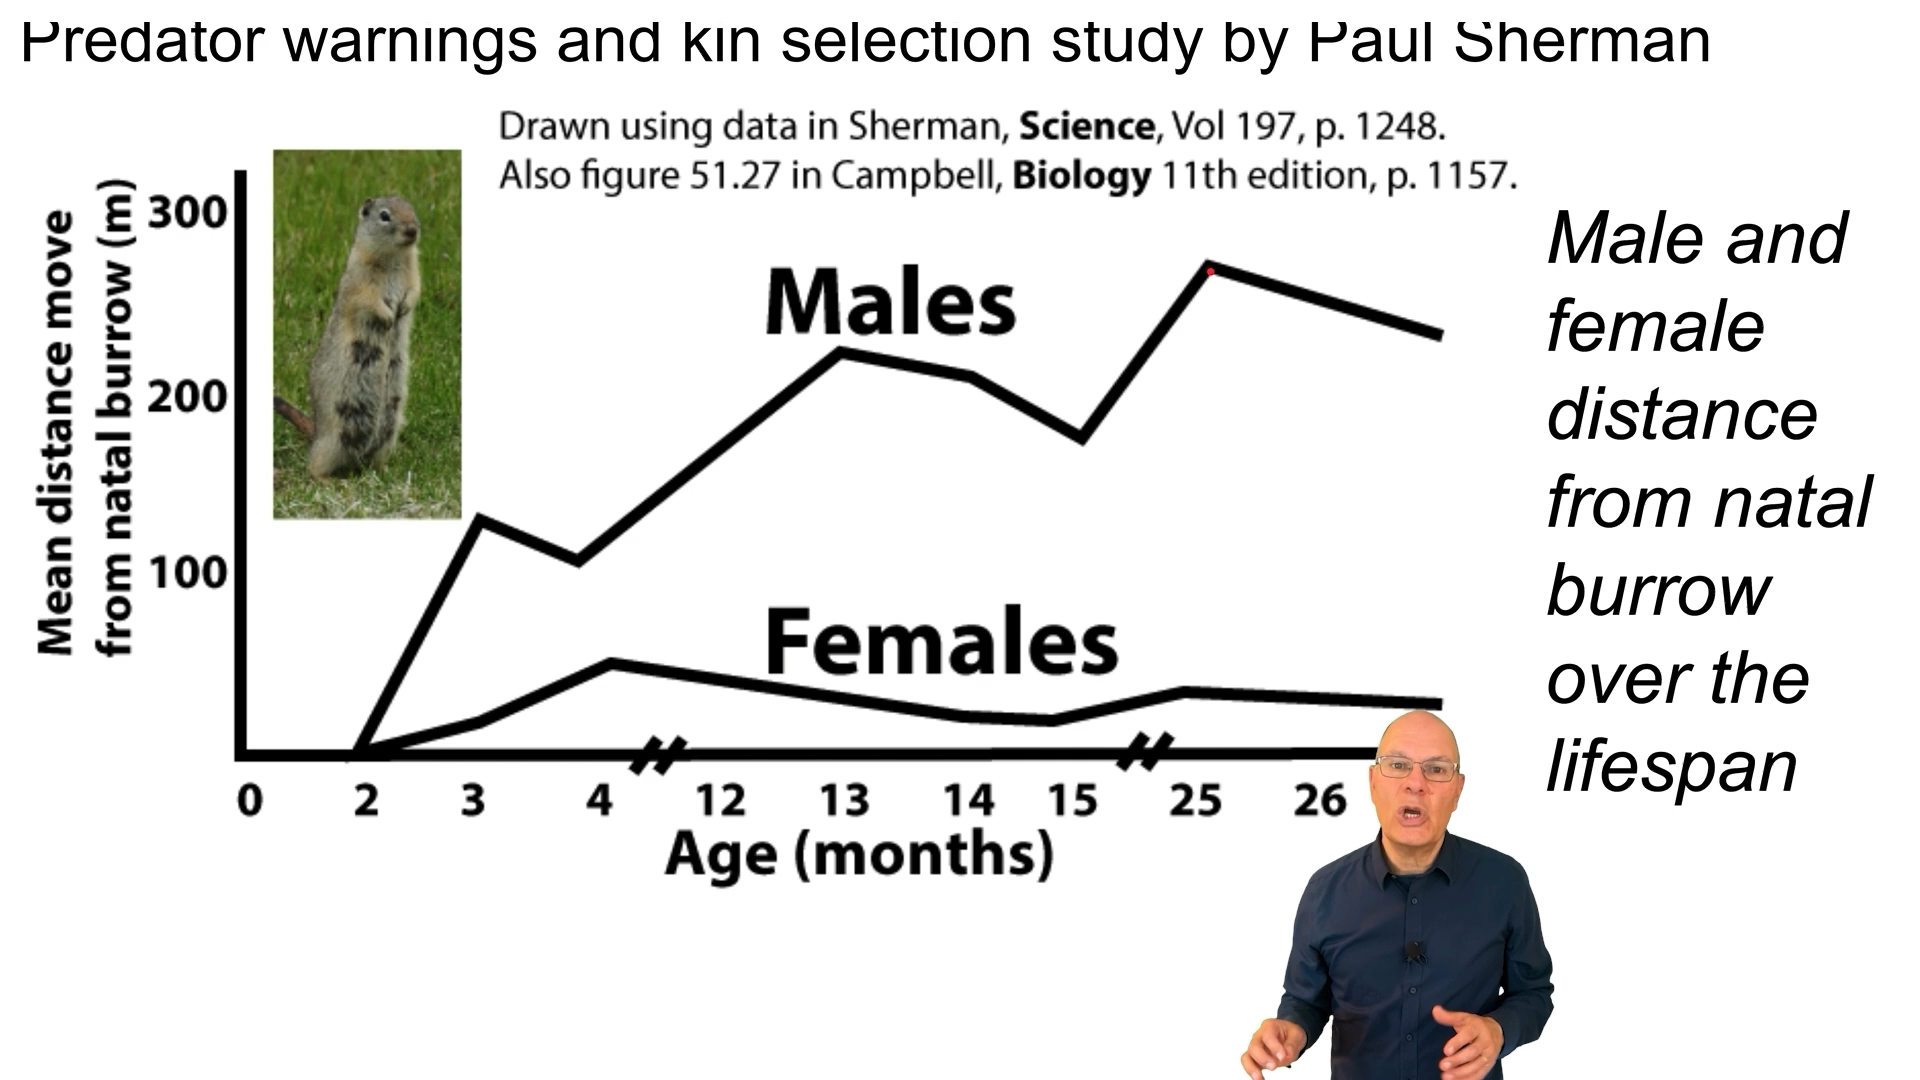 Predator warnings and kin selection study by Paul Sherman
Drawn using data in Sherman, Science, Vol 197, p. 1248.
Also figure 51.27 in Campbell, Biology 11th edition, p. 1157.
Mean distance move
from natal burrow (m)
300
200
100
Males
Females
0 2 3 4 12 13 14 15 25 26
Age (months)
Male and
female
distance
from natal
burrow
over the
lifespan